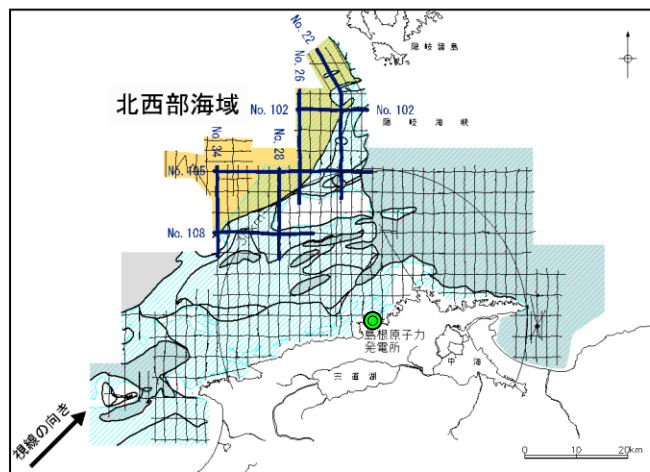 No. 22
No. 26
隠岐諸島
北西部海域
No. 102
No. 102
隠岐海峡
No. 34
No. 28
No. 105
No. 108
島根原子力
発電所
中海
宍道湖
視線の向き
0 10 20km